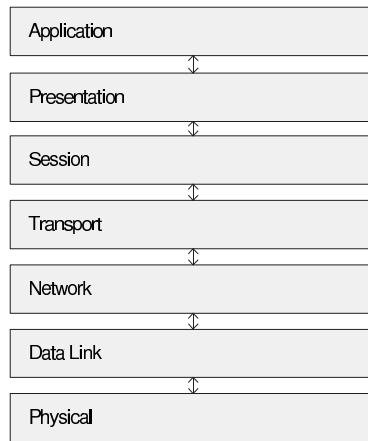 Application
Presentation
Session
Transport
Network
Data Link
Physical